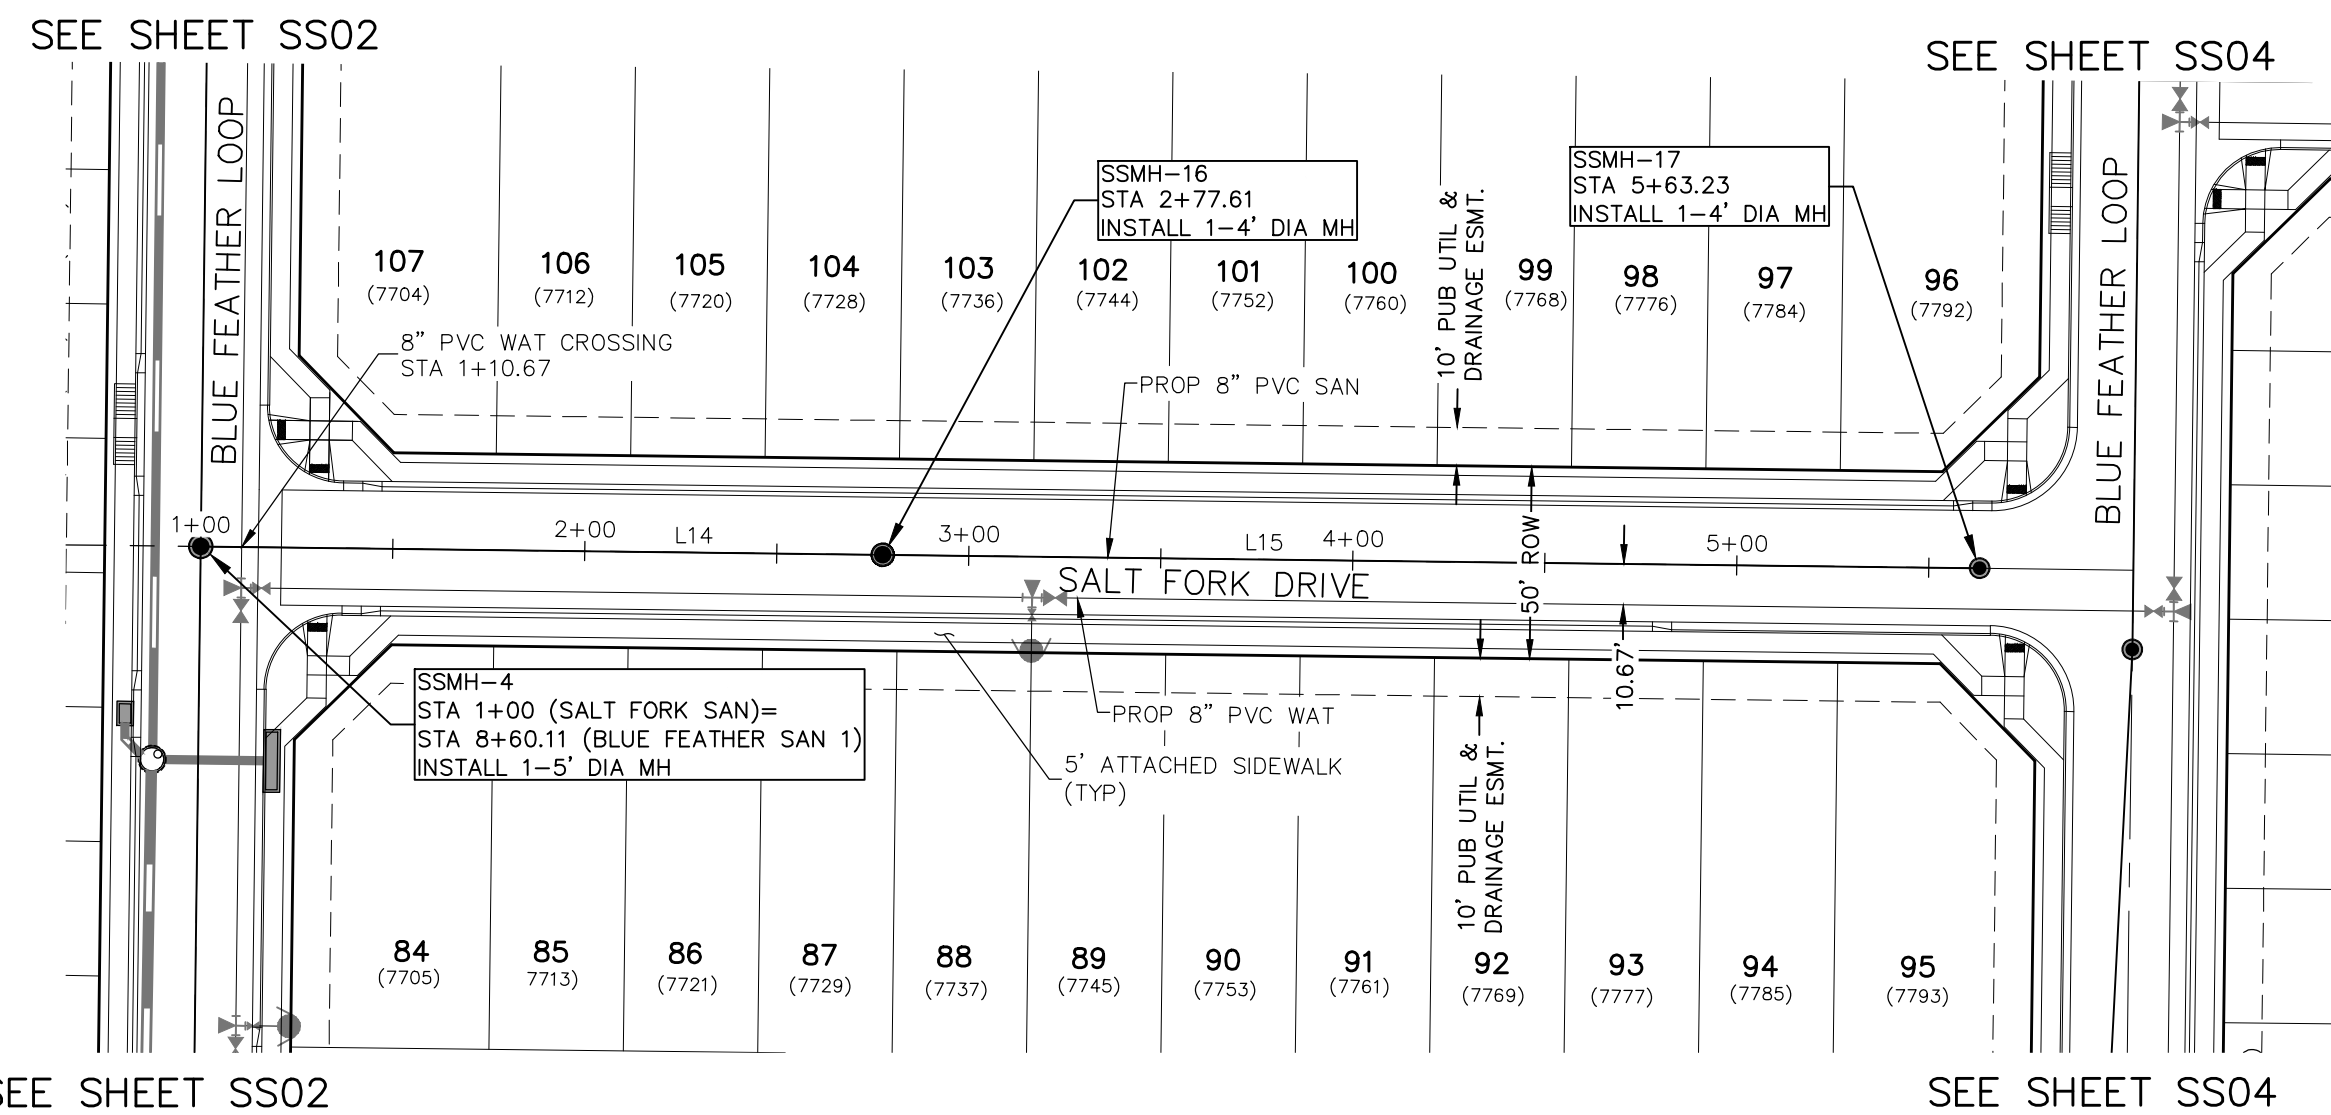 SEE SHEET SS02
SEE SHEET SS04
BLUE FEATHER LOOP
BLUE FEATHER LOOP
SSMH-16
STA 2+77.61
INSTALL 1-4' DIA MH
SSMH-17
STA 5+63.23
INSTALL 1-4' DIA MH
107
(7704)
106
(7712)
105
(7720)
104
(7728)
103
(7736)
102
(7744)
101
(7752)
100
(7760)
99
(7768)
98
(7776)
97
(7784)
96
(7792)
10' PUB UTIL &
DRAINAGE ESMT.
8" PVC WAT CROSSING
STA 1+10.67
PROP 8" PVC SAN
1+00
2+00
L14
3+00
L15
4+00
5+00
SALT FORK DRIVE
50' ROW
10.67'
SSMH-4
STA 1+00 (SALT FORK SAN)=
STA 8+60.11 (BLUE FEATHER SAN 1)
INSTALL 1-5' DIA MH
PROP 8" PVC WAT
5' ATTACHED SIDEWALK
(TYP)
10' PUB UTIL &
DRAINAGE ESMT.
84
(7705)
85
7713)
86
(7721)
87
(7729)
88
(7737)
89
(7745)
90
(7753)
91
(7761)
92
(7769)
93
(7777)
94
(7785)
95
(7793)
SEE SHEET SS02
SEE SHEET SS04